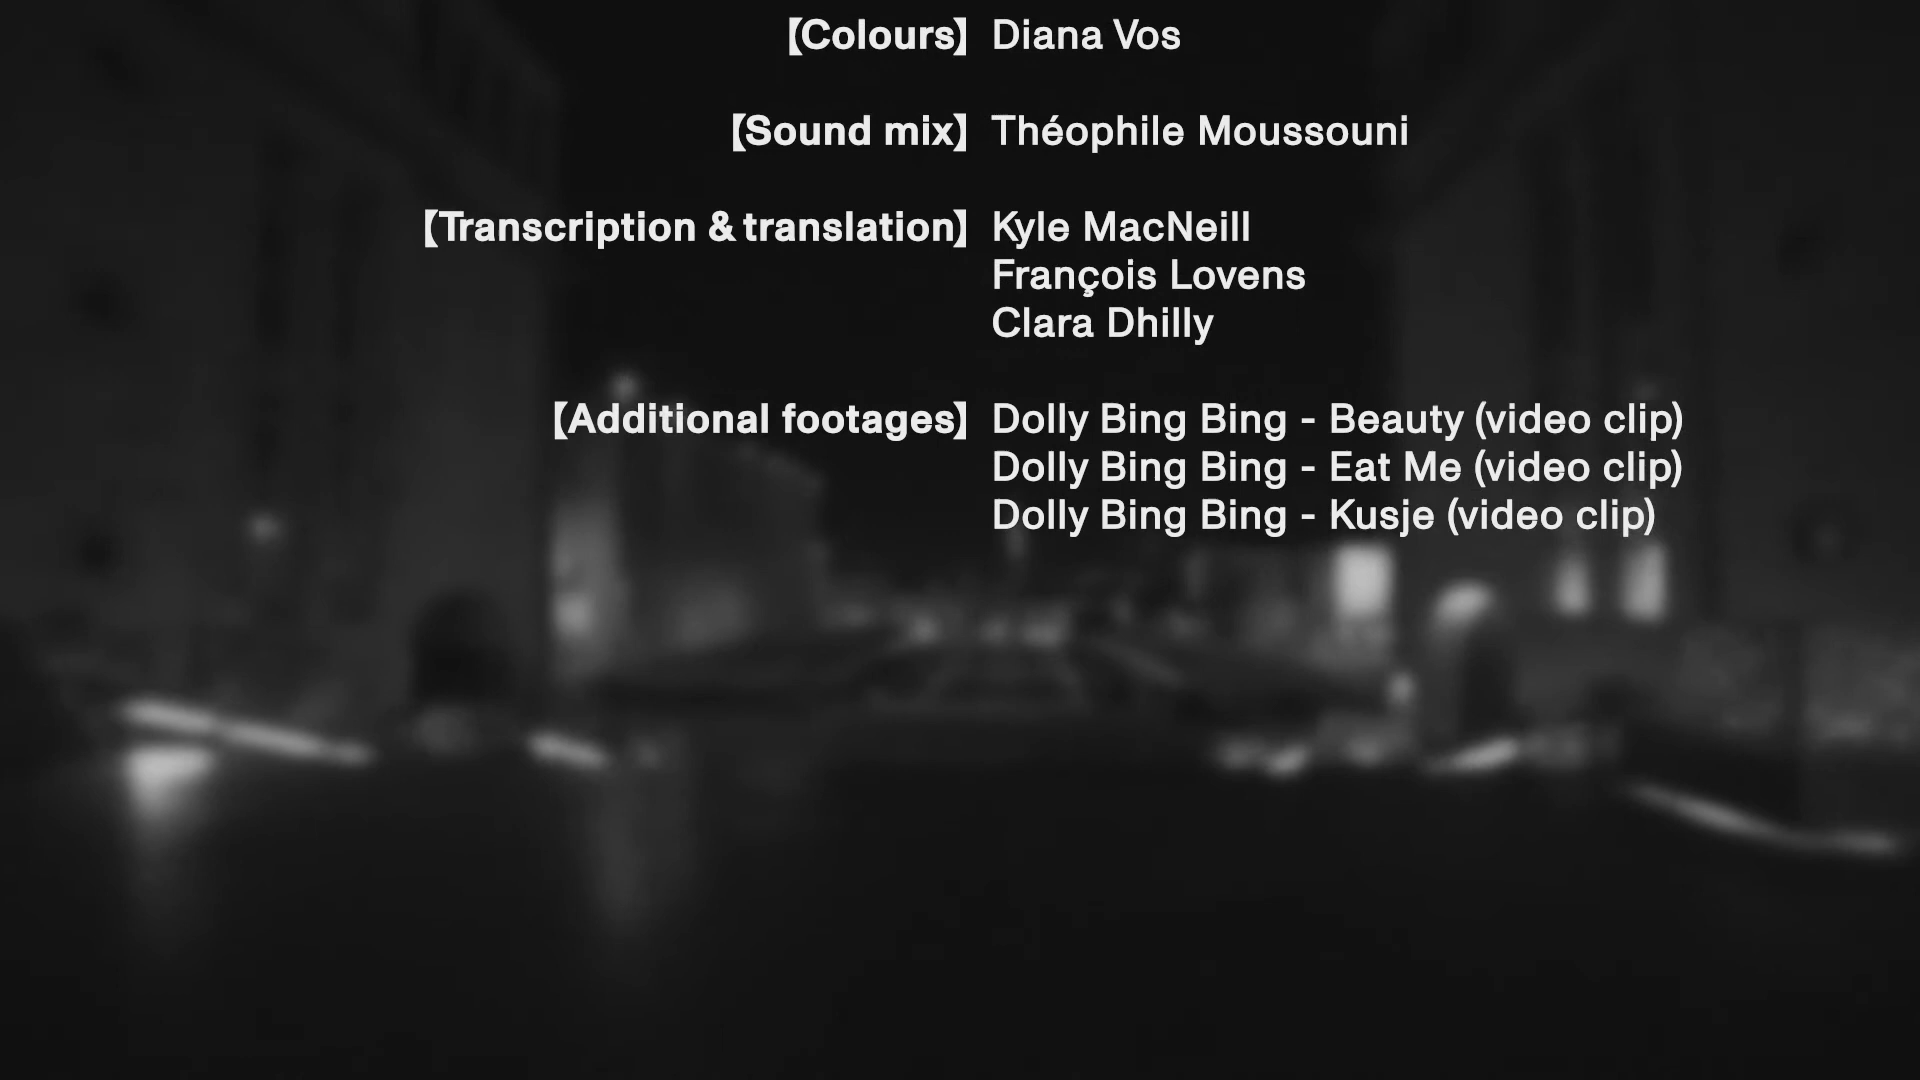 【Colours】 Diana Vos
【Sound mix】 Théophile Moussouni
【Transcription & translation】 Kyle MacNeill
François Lovens
Clara Dhilly
【Additional footages】 Dolly Bing Bing - Beauty (video clip)
Dolly Bing Bing - Eat Me (video clip)
Dolly Bing Bing - Kusje (video clip)